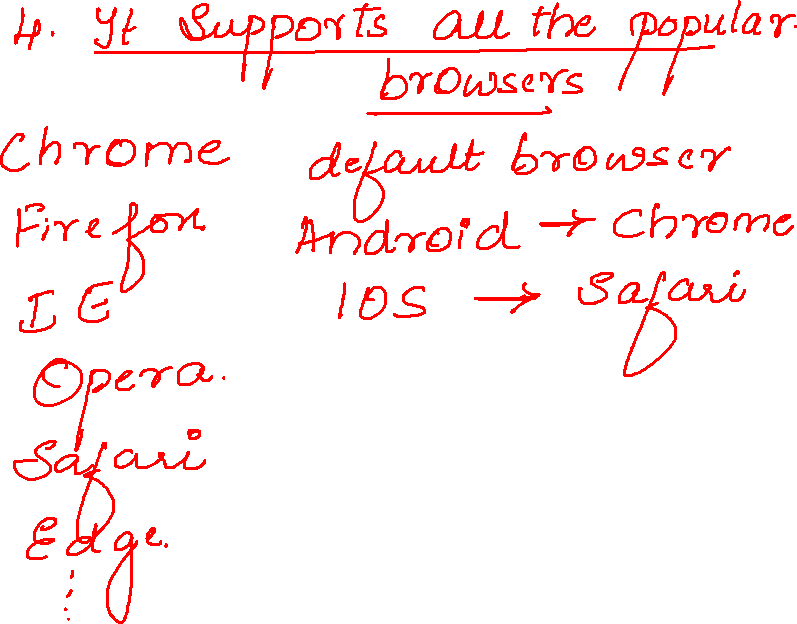 4. It Supports all the popular
browsers
Chrome default browser
Firefox Android → Chrome
IE IOS → Safari
Opera.
Safari
Edge.
⋮